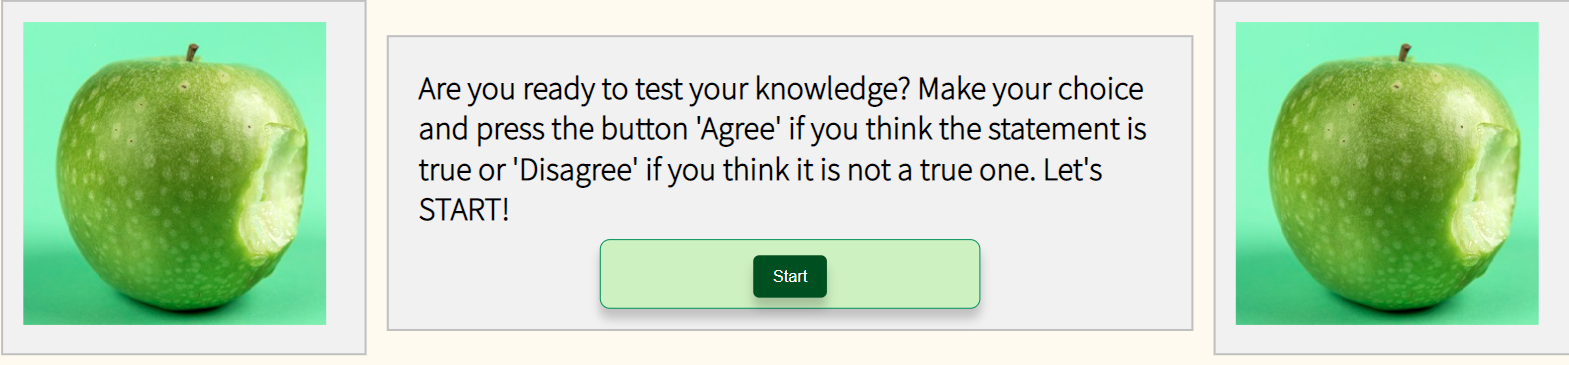 Are you ready to test your knowledge? Make your choice
and press the button 'Agree' if you think the statement is
true or 'Disagree' if you think it is not a true one. Let's
START!
Start